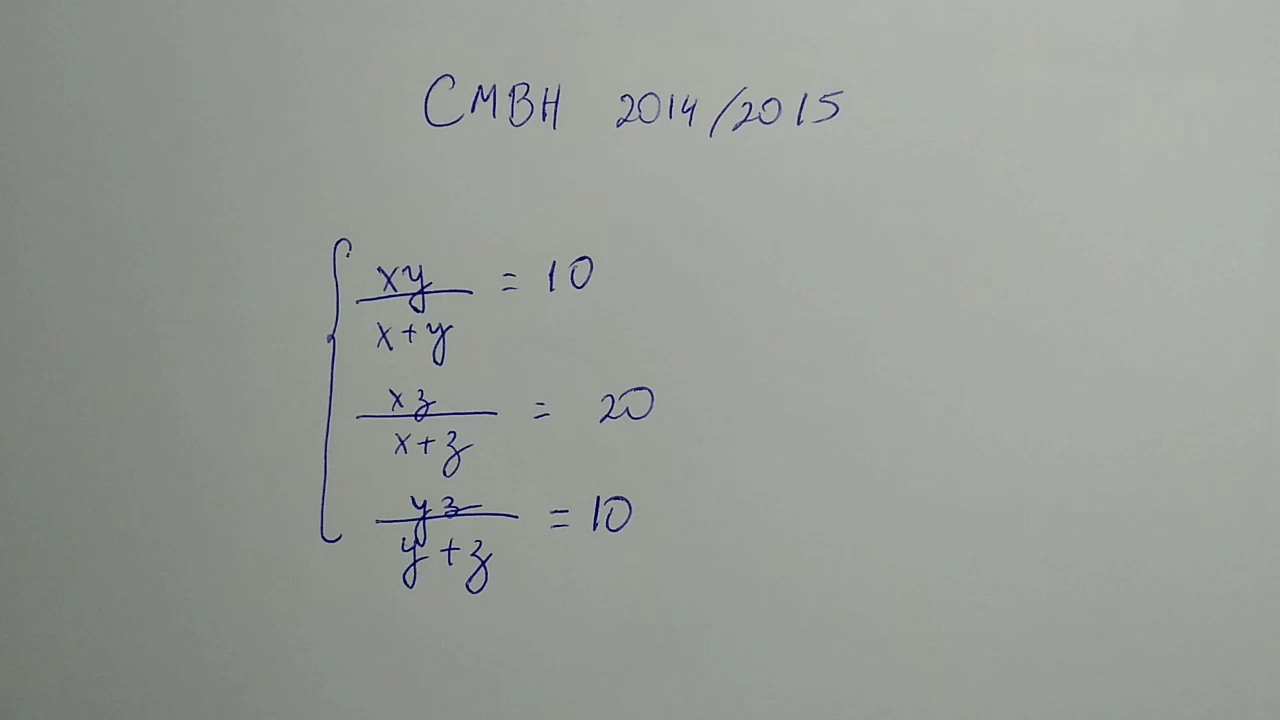 CMBH 2014/2015
xy = 10
x+y
xz = 20
x+z
yz = 10
y+z